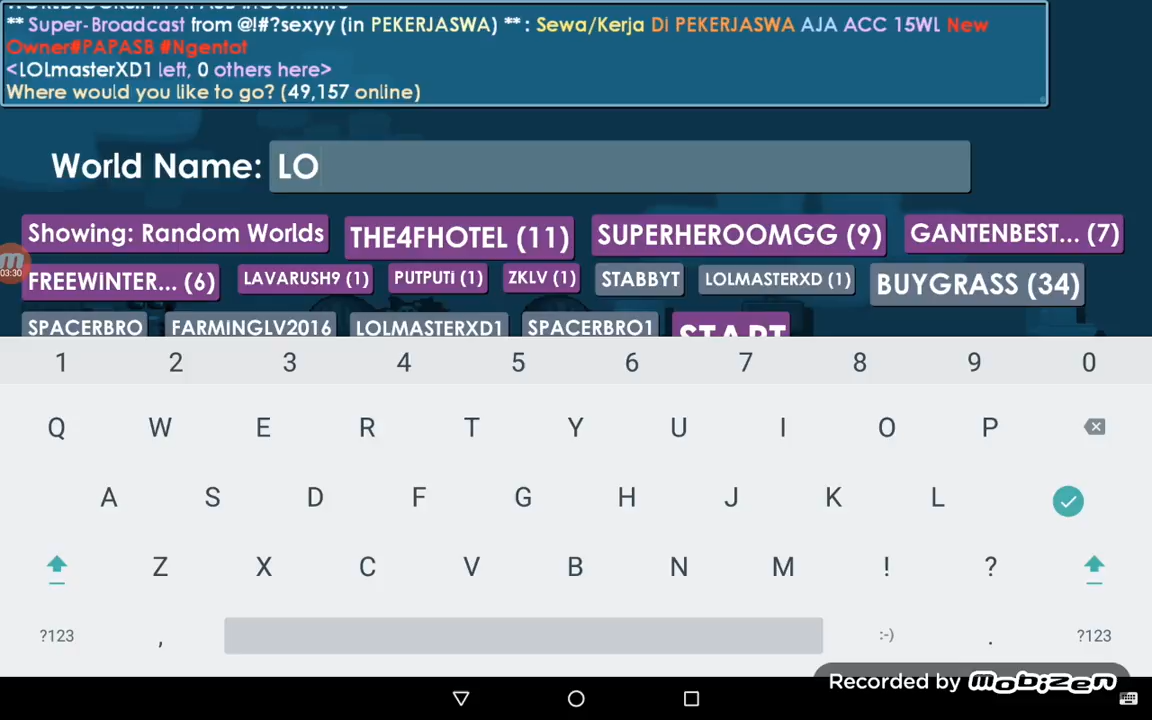 ** Super-Broadcast from @!#?sexyy (in PEKERJASWA) ** : Sewa/Kerja DI PEKERJASWA AJA ACC 15WL New
Owner#PAPASB #Ngentot
<LOLmasterXD1 left, 0 others here>
Where would you like to go? (49,157 online)
World Name: LO
Showing: Random Worlds THE4FHOTEL (11) SUPERHEROOMGG (9) GANTENBEST... (7)
03:30
FREEWiNTER... (6) LAVARUSH9 (1) PUTPUTi (1) ZKLV (1) STABBYT LOLMASTERXD (1) BUYGRASS (34)
SPACERBRO FARMINGLV2016 LOLMASTERXD1 SPACERBRO1 START
1 2 3 4 5 6 7 8 9 0
Q W E R T Y U I O P
A S D F G H J K L
Z X C V B N M ! ?
?123 , :-) . ?123
Recorded by mobizen